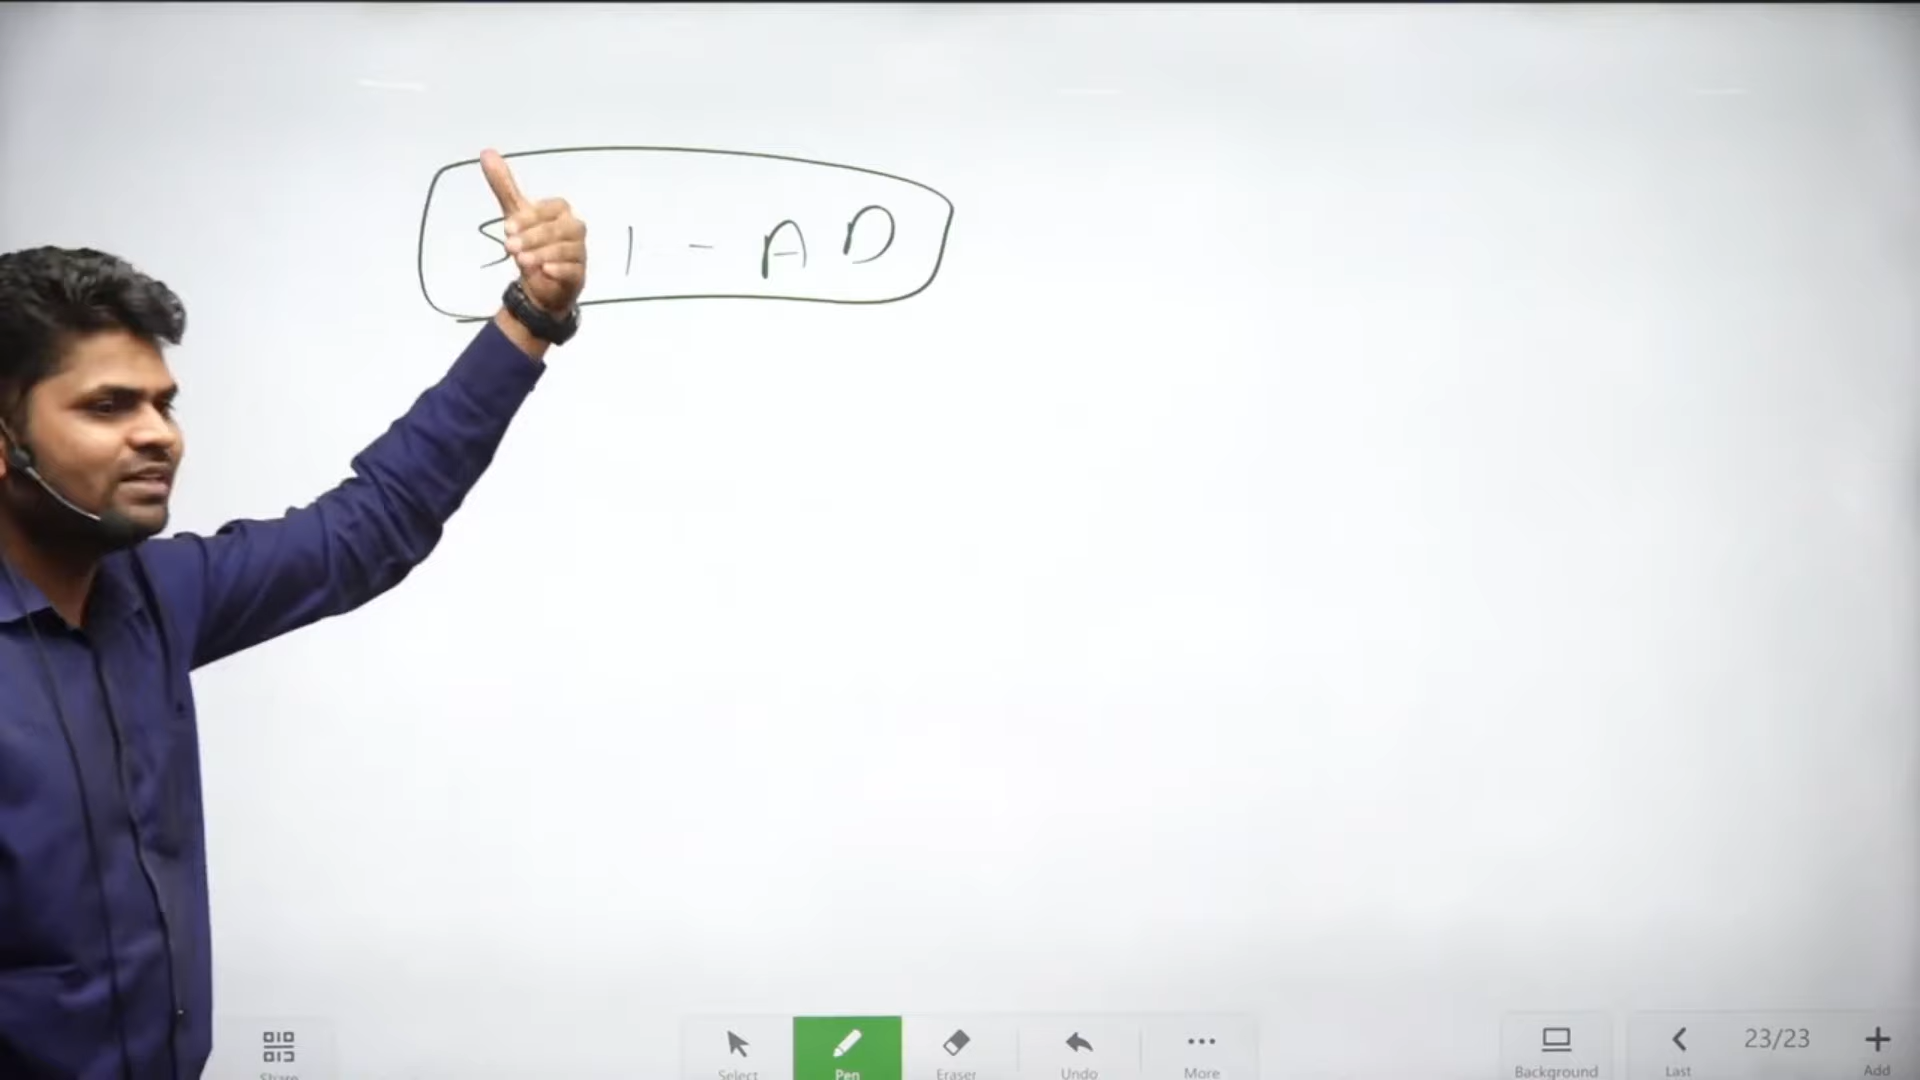 1 - AD
Share
Select
Pen
Eraser
Undo
More
Background
Last
23/23
Add